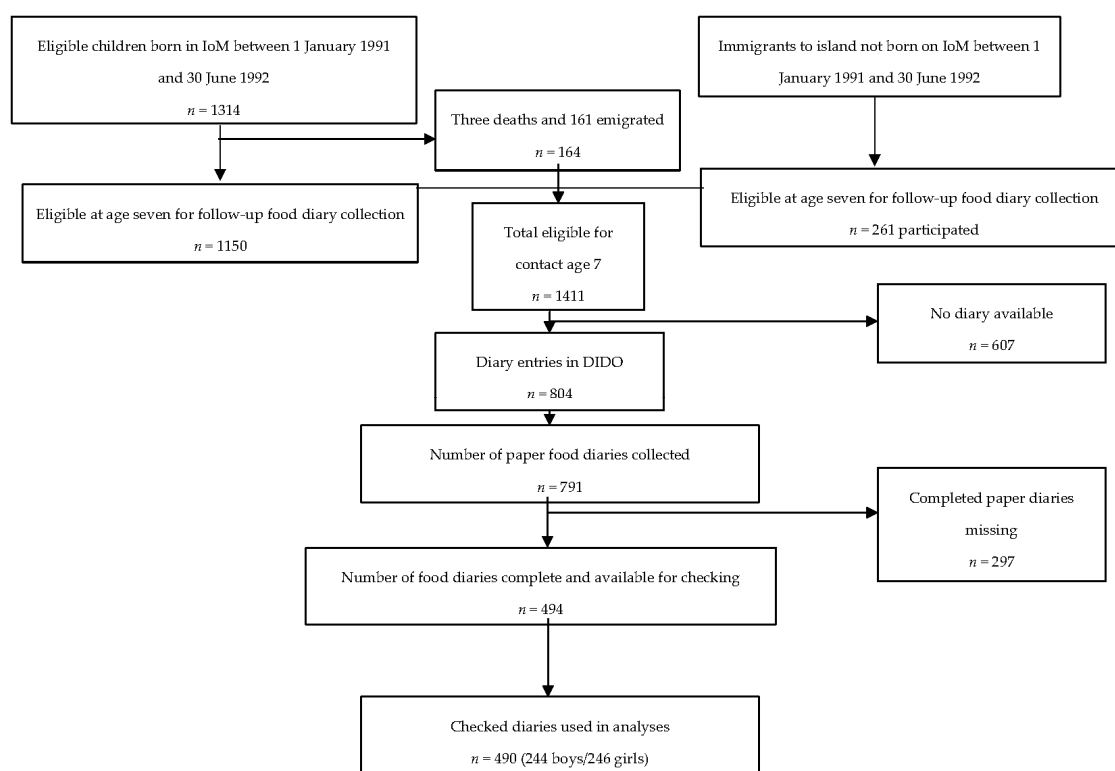 Eligible children born in IoM between 1 January 1991
and 30 June 1992
n = 1314
Immigrants to island not born on IoM between 1
January 1991 and 30 June 1992
Three deaths and 161 emigrated
n = 164
Eligible at age seven for follow-up food diary collection
n = 1150
Eligible at age seven for follow-up food diary collection
n = 261 participated
Total eligible for
contact age 7
n = 1411
No diary available
n = 607
Diary entries in DIDO
n = 804
Number of paper food diaries collected
n = 791
Completed paper diaries
missing
n = 297
Number of food diaries complete and available for checking
n = 494
Checked diaries used in analyses
n = 490 (244 boys/246 girls)